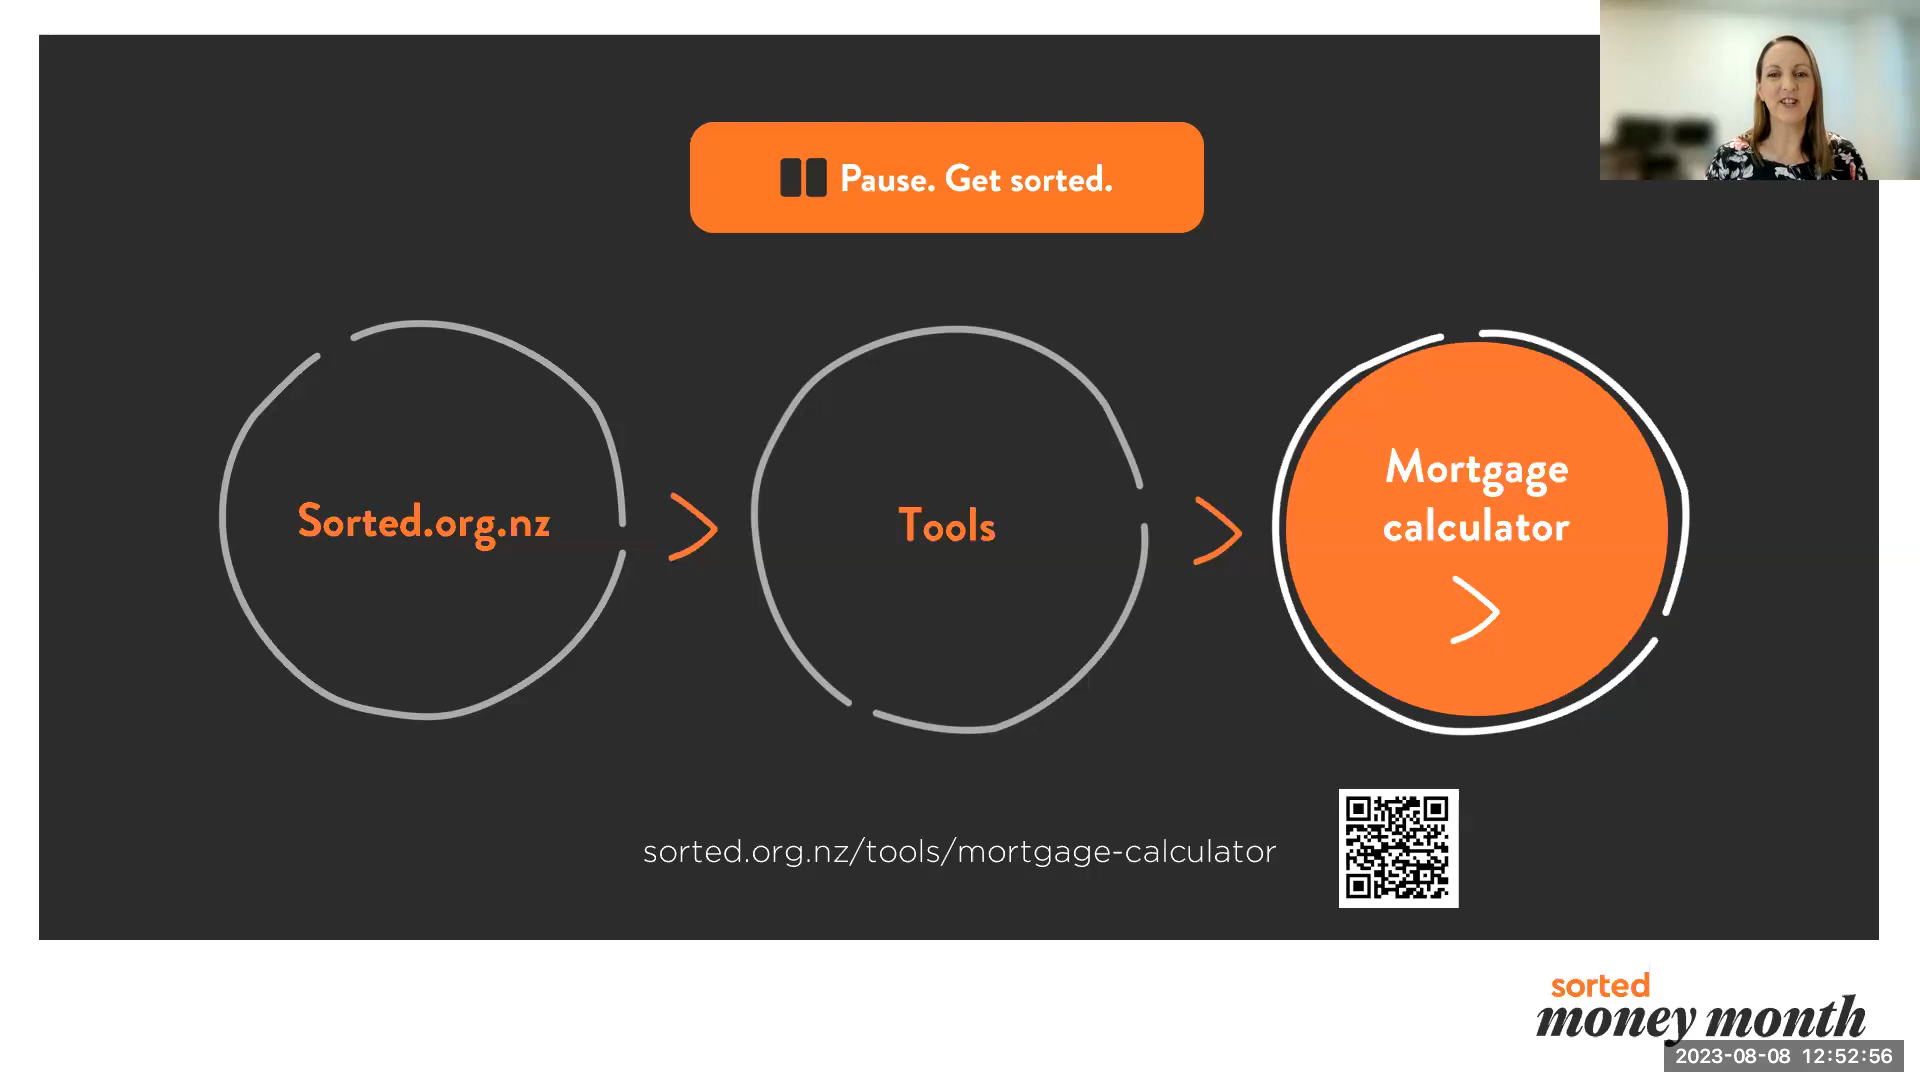 Pause. Get sorted.
Sorted.org.nz
Tools
Mortgage
calculator
sorted.org.nz/tools/mortgage-calculator
sorted
money month
2023-08-08 12:52:56